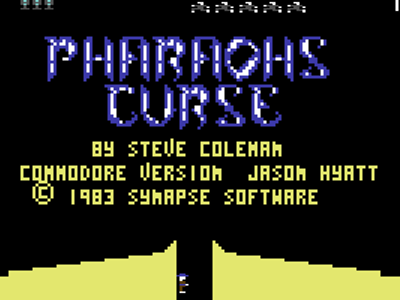 PHARAOHS
CURSE
BY STEVE COLEMAN
COMMODORE VERSION JASON HYATT
© 1983 SYNAPSE SOFTWARE